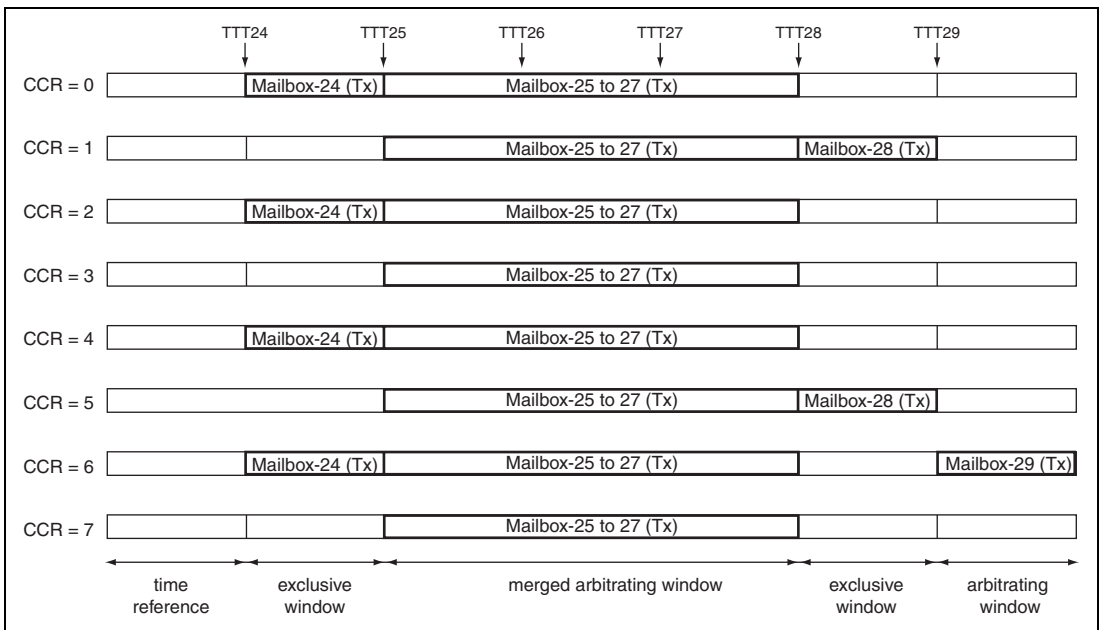 TTT24 TTT25 TTT26 TTT27 TTT28 TTT29
CCR = 0 Mailbox-24 (Tx) Mailbox-25 to 27 (Tx)
CCR = 1 Mailbox-25 to 27 (Tx) Mailbox-28 (Tx)
CCR = 2 Mailbox-24 (Tx) Mailbox-25 to 27 (Tx)
CCR = 3 Mailbox-25 to 27 (Tx)
CCR = 4 Mailbox-24 (Tx) Mailbox-25 to 27 (Tx)
CCR = 5 Mailbox-25 to 27 (Tx) Mailbox-28 (Tx)
CCR = 6 Mailbox-24 (Tx) Mailbox-25 to 27 (Tx) Mailbox-29 (Tx)
CCR = 7 Mailbox-25 to 27 (Tx)
time exclusive merged arbitrating window exclusive arbitrating
reference window window window